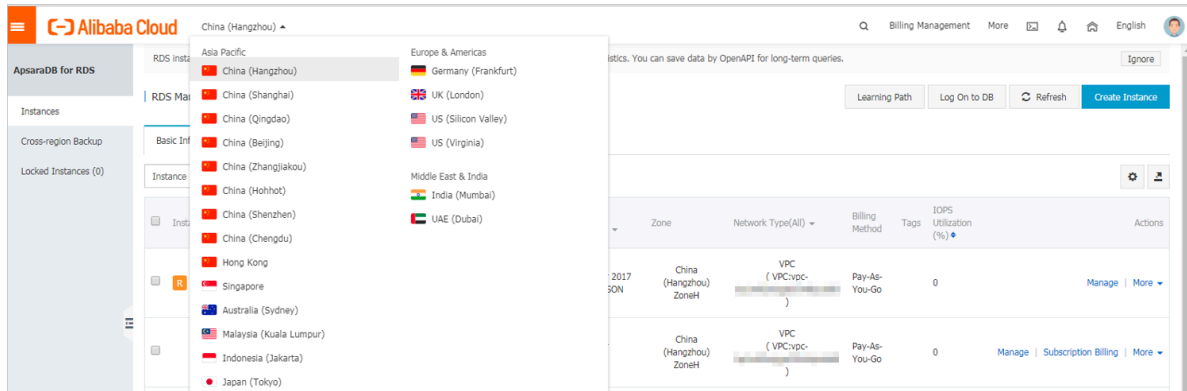 Alibaba Cloud
China (Hangzhou)
Billing Management
More
English
ApsaraDB for RDS
Instances
Cross-region Backup
Locked Instances (0)
RDS insta
istics. You can save data by OpenAPI for long-term queries.
Ignore
RDS Mar
Learning Path
Log On to DB
Refresh
Create Instance
Basic Inf
Instance
Asia Pacific
China (Hangzhou)
China (Shanghai)
China (Qingdao)
China (Beijing)
China (Zhangjiakou)
China (Hohhot)
China (Shenzhen)
China (Chengdu)
Hong Kong
Singapore
Australia (Sydney)
Malaysia (Kuala Lumpur)
Indonesia (Jakarta)
Japan (Tokyo)
Europe & Americas
Germany (Frankfurt)
UK (London)
US (Silicon Valley)
US (Virginia)
Middle East & India
India (Mumbai)
UAE (Dubai)
Insta
Zone
Network Type(All)
Billing
Method
Tags
IOPS
Utilization
(%)
Actions
R
2017
SON
China
(Hangzhou)
ZoneH
VPC
( VPC:vpc-
)
Pay-As-
You-Go
0
Manage | More
China
(Hangzhou)
ZoneH
VPC
( VPC:vpc-
)
Pay-As-
You-Go
0
Manage | Subscription Billing | More